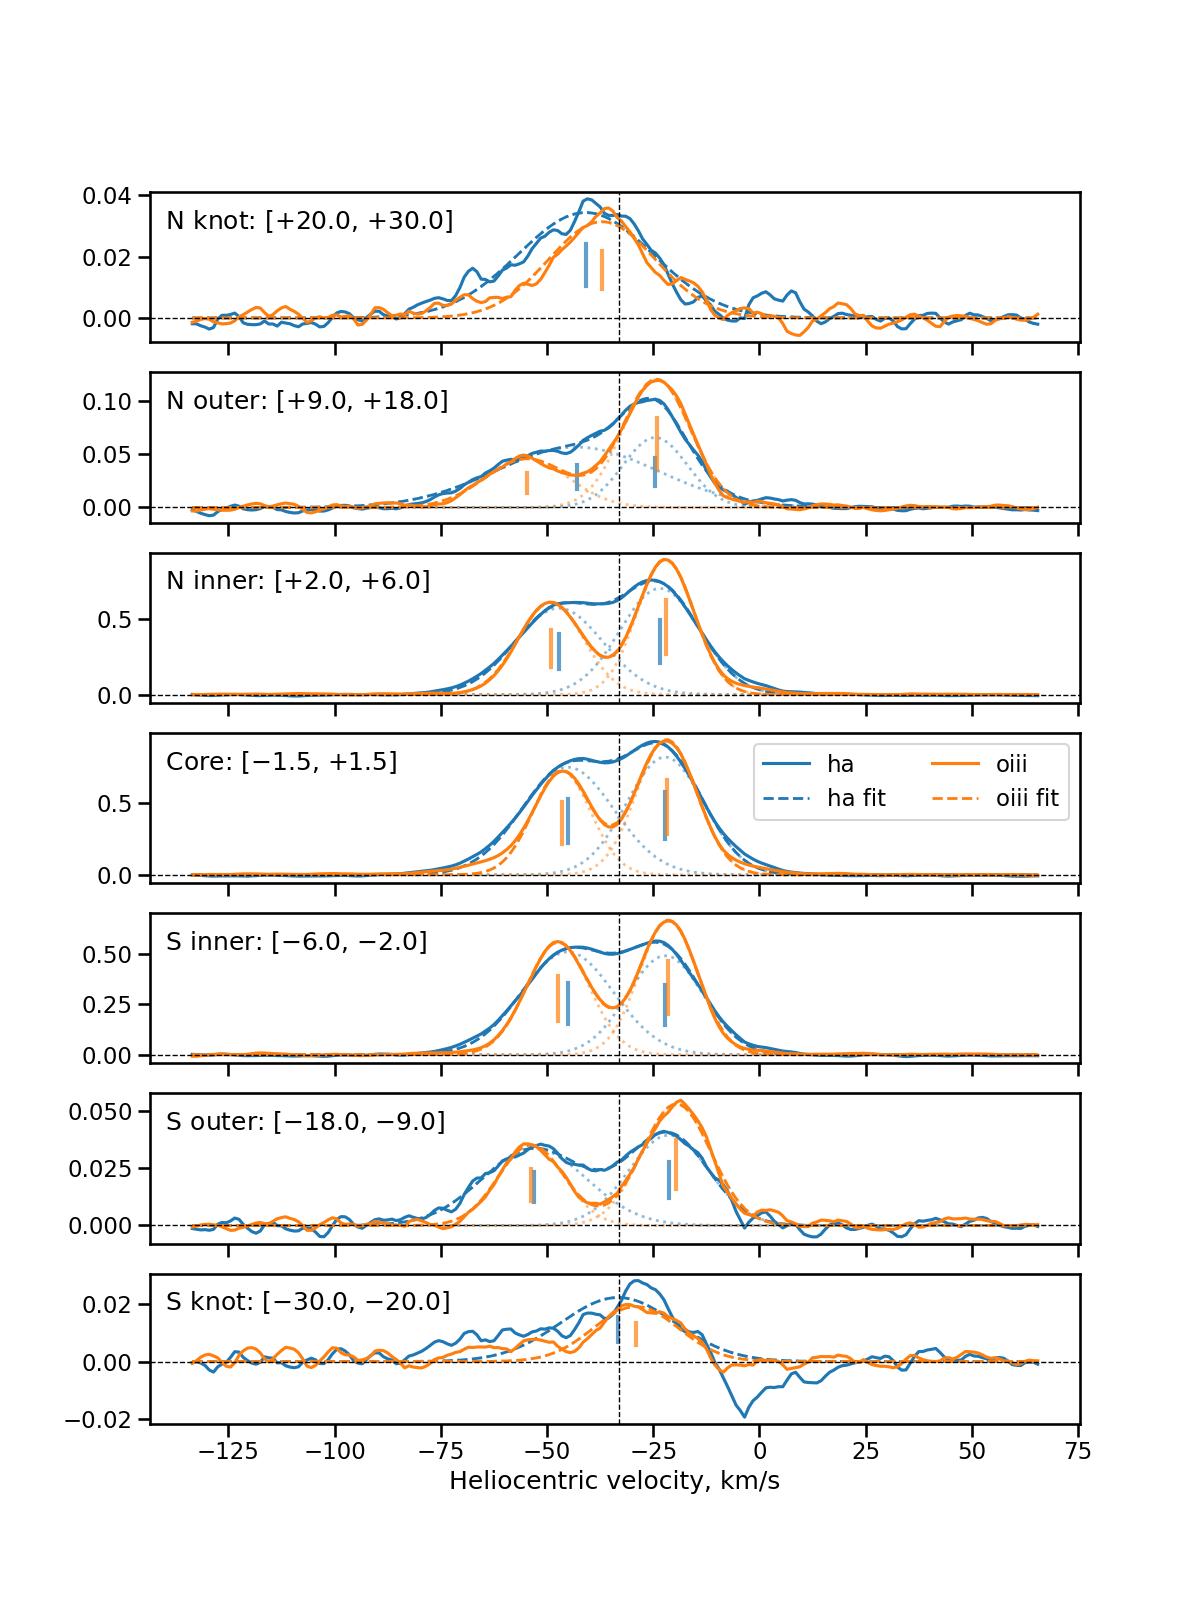 N knot: [+20.0, +30.0]
0.04
0.02
0.00
N outer: [+9.0, +18.0]
0.10
0.05
0.00
N inner: [+2.0, +6.0]
0.5
0.0
Core: [−1.5, +1.5]
ha oiii
ha fit oiii fit
0.5
0.0
S inner: [−6.0, −2.0]
0.50
0.25
0.00
S outer: [−18.0, −9.0]
0.050
0.025
0.000
S knot: [−30.0, −20.0]
0.02
0.00
−0.02
−125 −100 −75 −50 −25 0 25 50 75
Heliocentric velocity, km/s